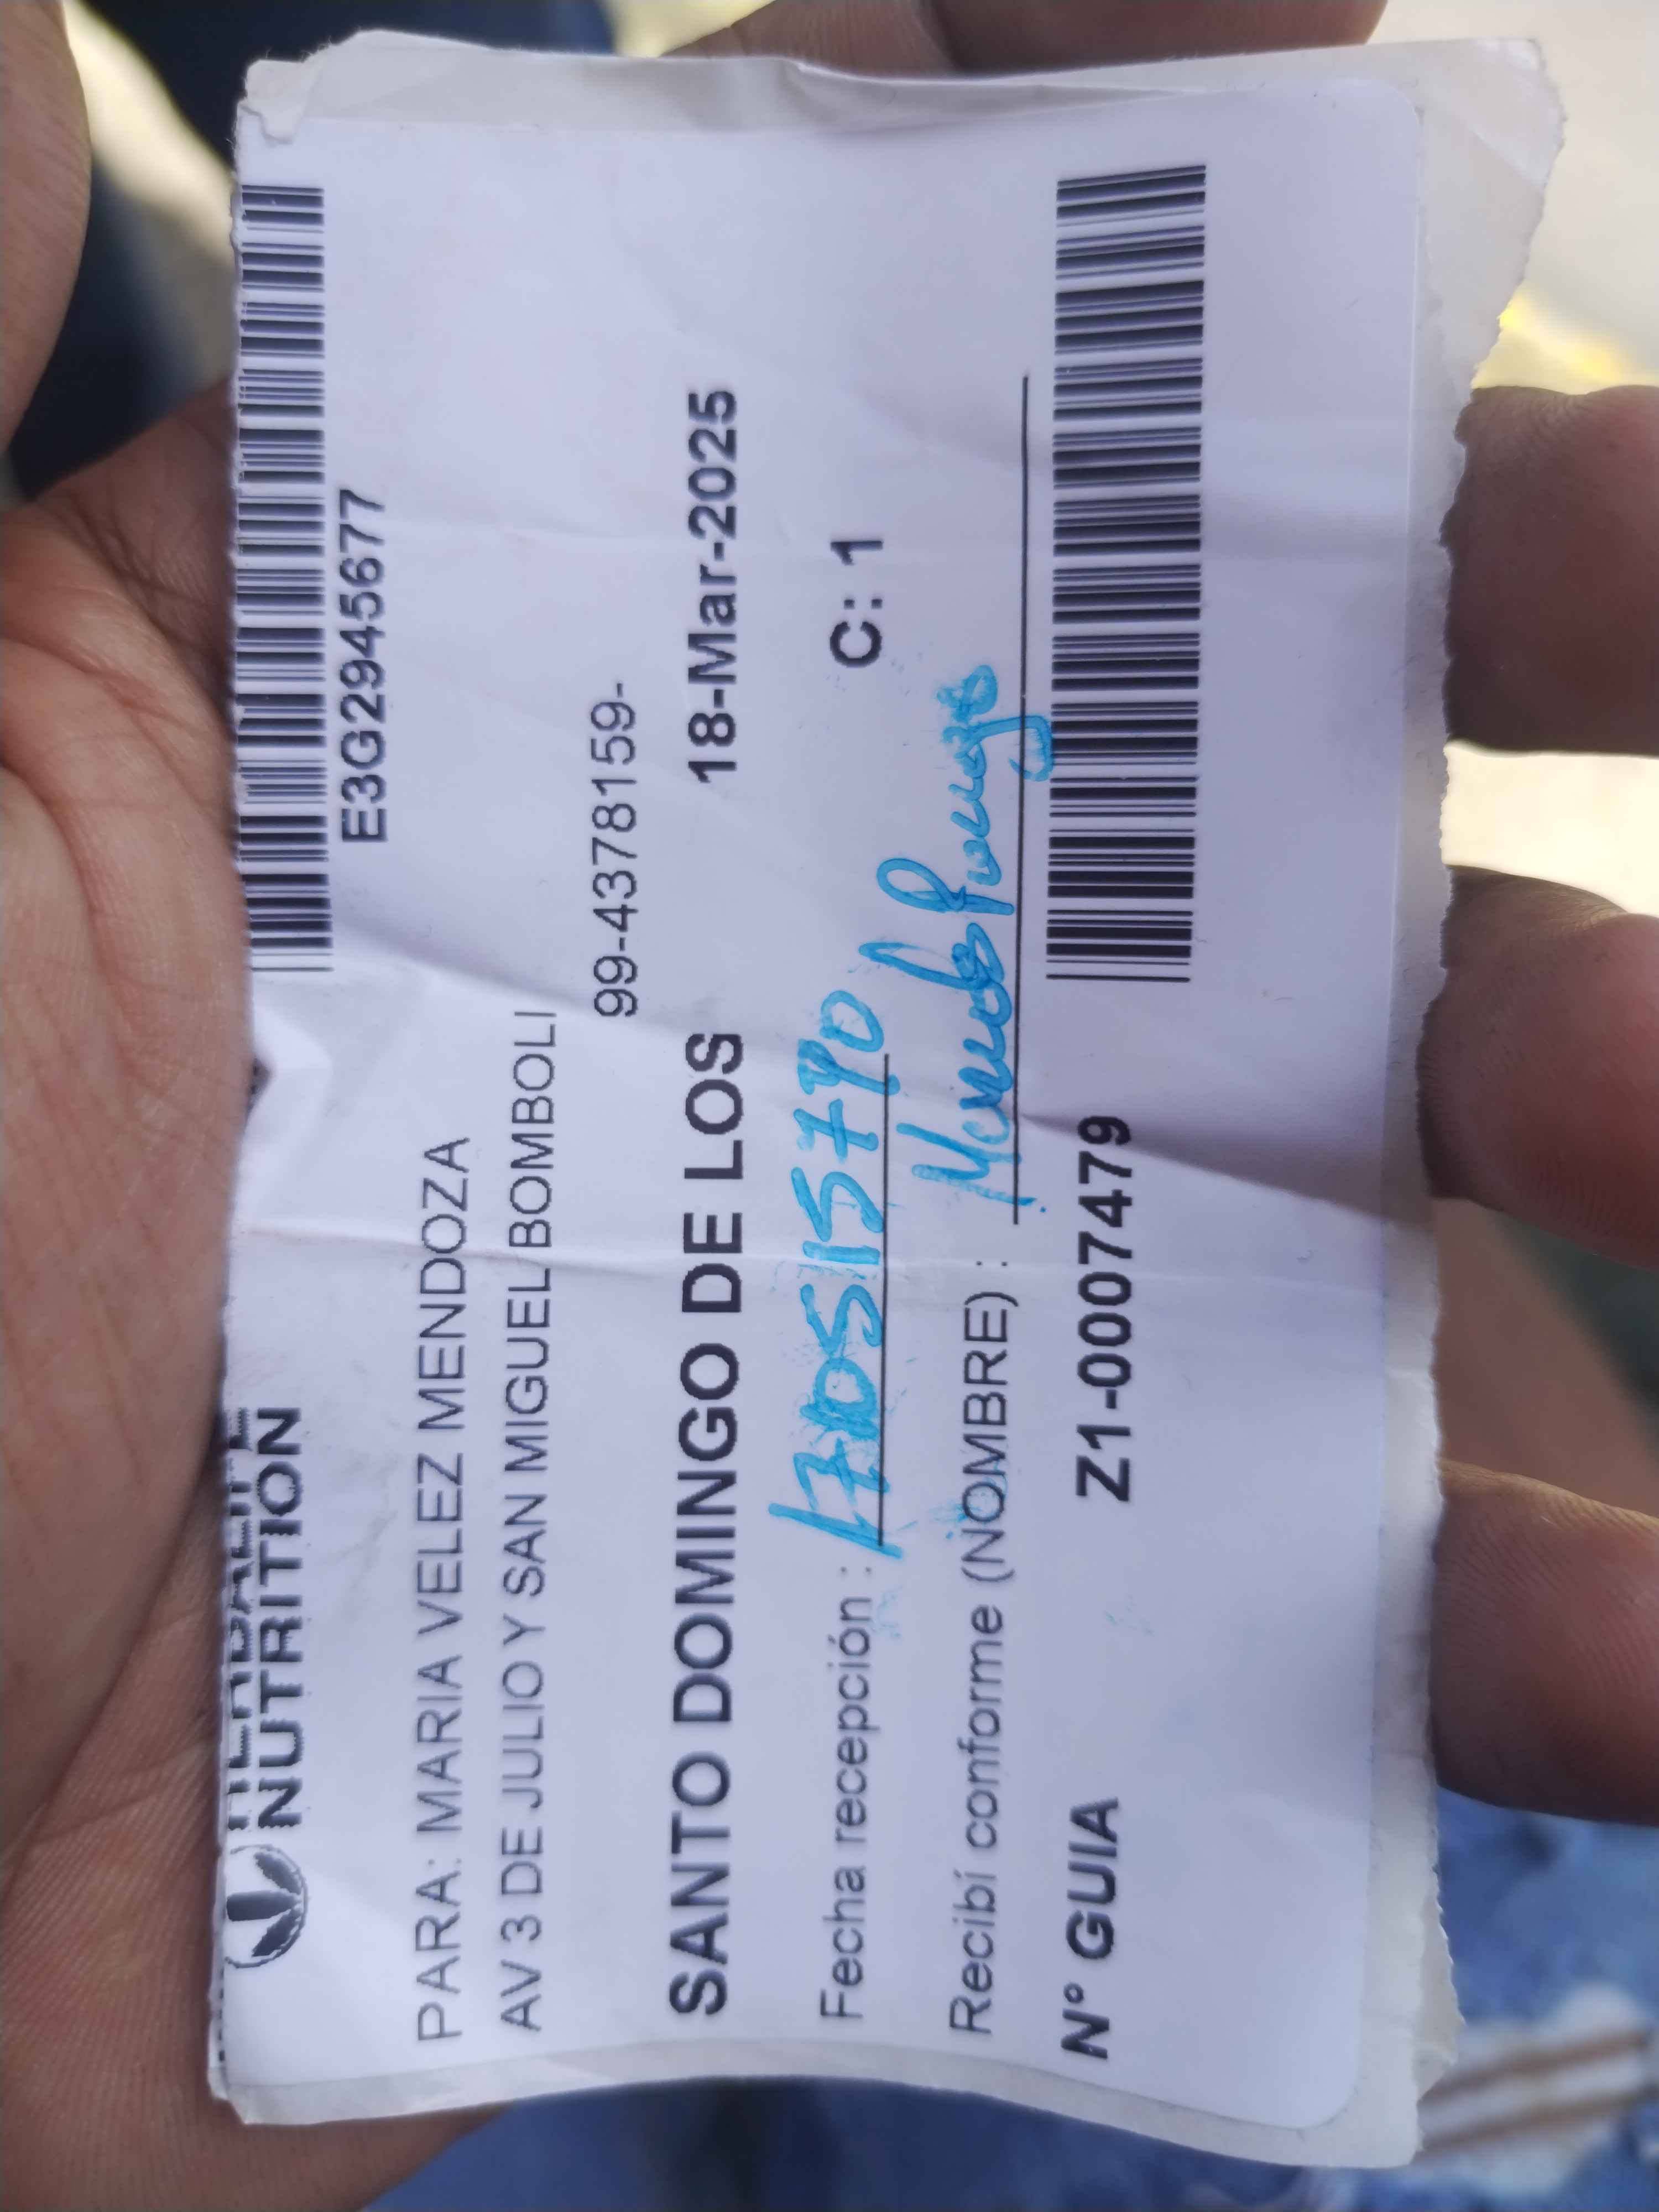 HERBALIFE
NUTRITION
E3G2945677
PARA: MARIA VELEZ MENDOZA
AV 3 DE JULIO Y SAN MIGUEL BOMBOLI
99-4378159-
SANTO DOMINGO DE LOS 18-Mar-2025
Fecha recepción : C: 1
Recibí conforme (NOMBRE) :
N° GUIA Z1-0007479